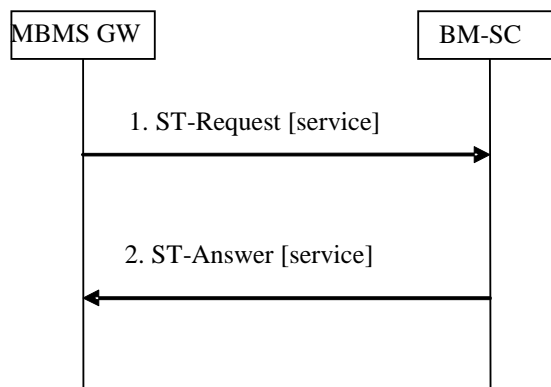 MBMS GW
BM-SC
1. ST-Request [service]
2. ST-Answer [service]